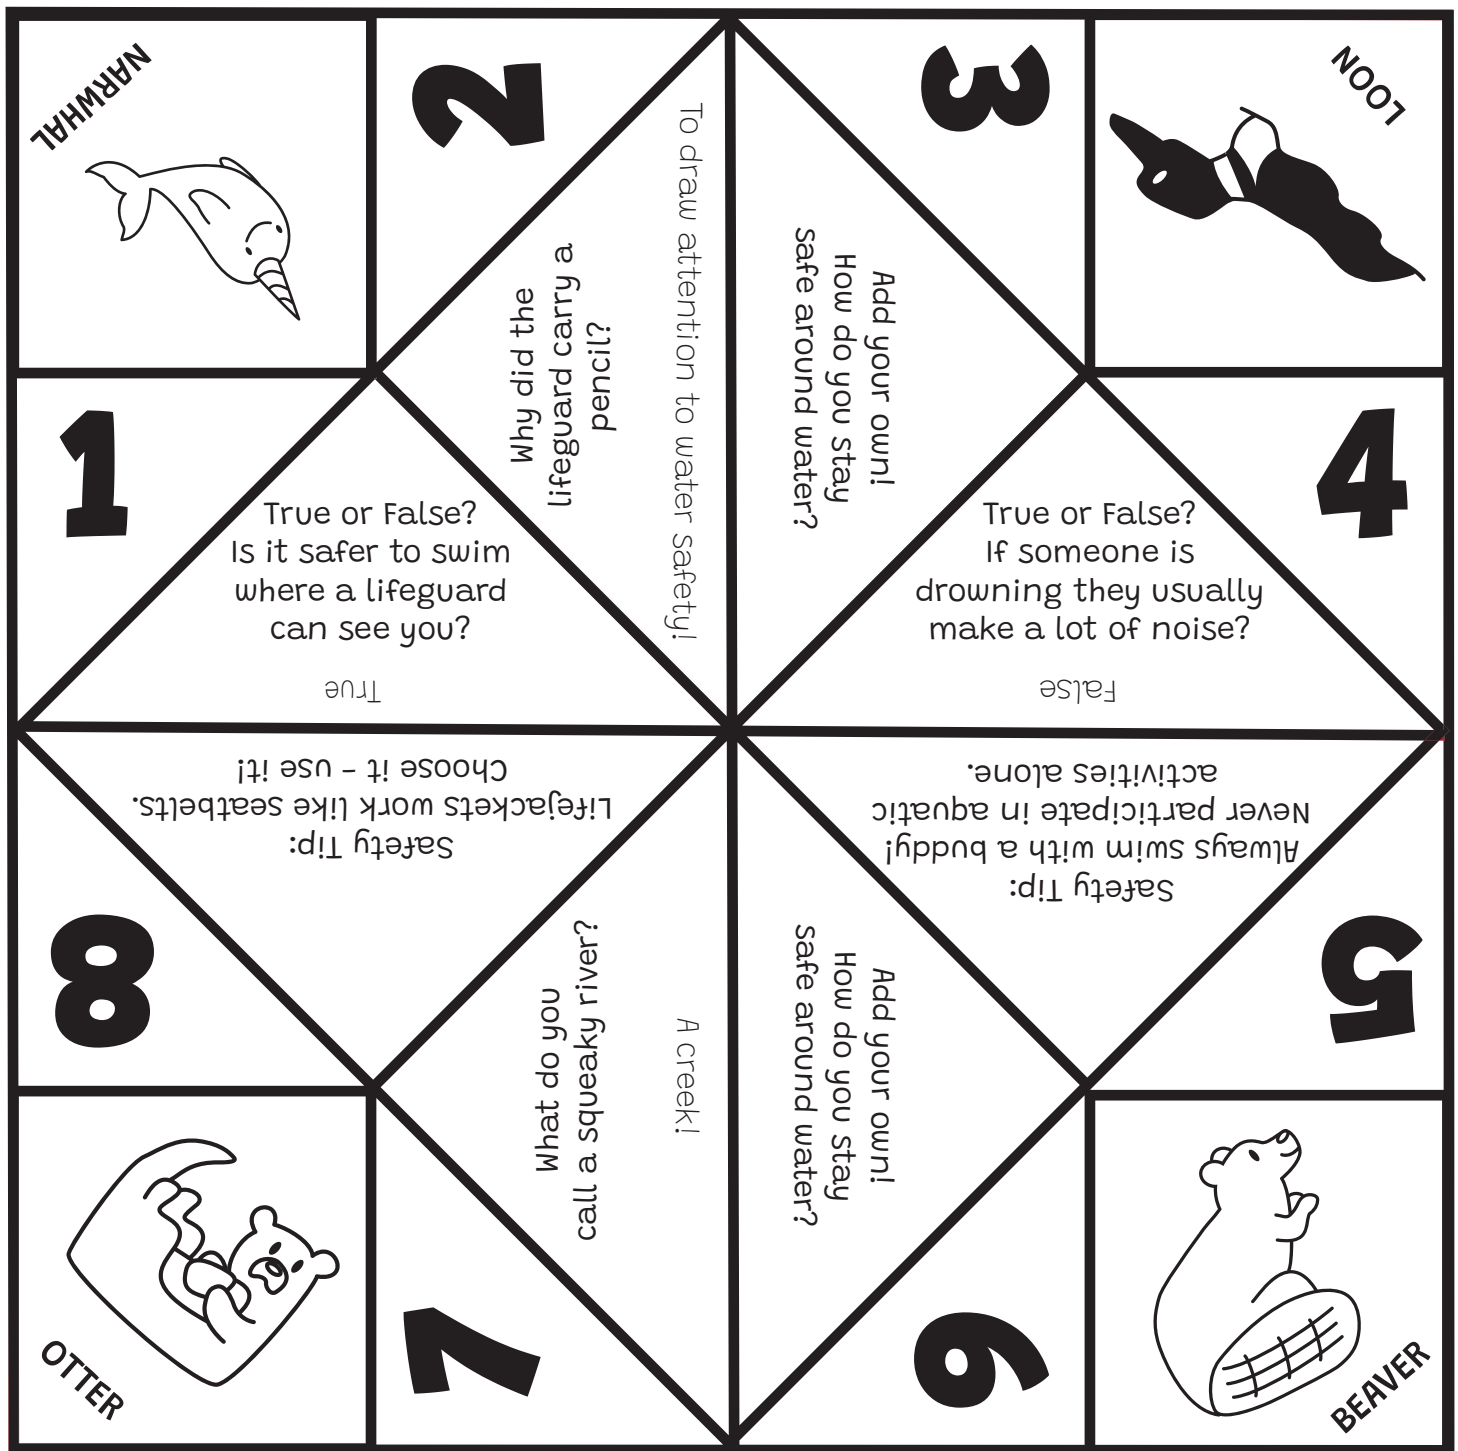 NARWHAL
2
3
LOON
To draw attention to water safety!
Why did the
lifeguard carry a
pencil?
Add your own!
How do you stay
safe around water?
1
4
True or False?
Is it safer to swim
where a lifeguard
can see you?
True
True or False?
If someone is
drowning they usually
make a lot of noise?
False
Safety Tip:
Lifejackets work like seatbelts.
Choose it - use it!
Safety Tip:
Always swim with a buddy!
Never participate in aquatic
activities alone.
8
5
What do you
call a squeaky river?
A creek!
Add your own!
How do you stay
safe around water?
OTTER
7
6
BEAVER